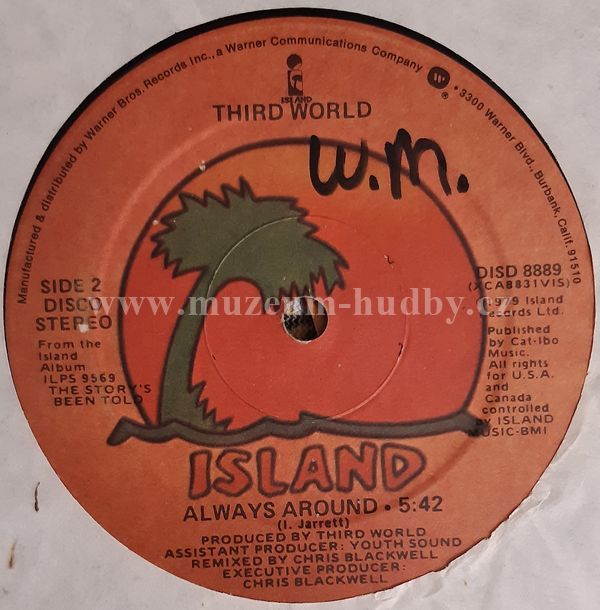 Manufactured & distributed by Warner Bros. Records Inc., a Warner Communications Company • 3300 Warner Blvd., Burbank, Calif. 91510
ISLAND
THIRD WORLD
W.M.
SIDE 2
DISCO
STEREO
From the
Island
Album
ILPS 9569
THE STORY'S
BEEN TOLD
DISD 8889
(XCA8831VIS)
℗ 1979 Island
Records Ltd.
Published
by Cat-Ibo
Music.
All rights
for U.S.A.
and
Canada
controlled
by ISLAND
MUSIC-BMI
www.muzeum-hudby.cz
ISLAND
ALWAYS AROUND • 5:42
(I. Jarrett)
PRODUCED BY THIRD WORLD
ASSISTANT PRODUCER: YOUTH SOUND
REMIXED BY CHRIS BLACKWELL
EXECUTIVE PRODUCER:
CHRIS BLACKWELL